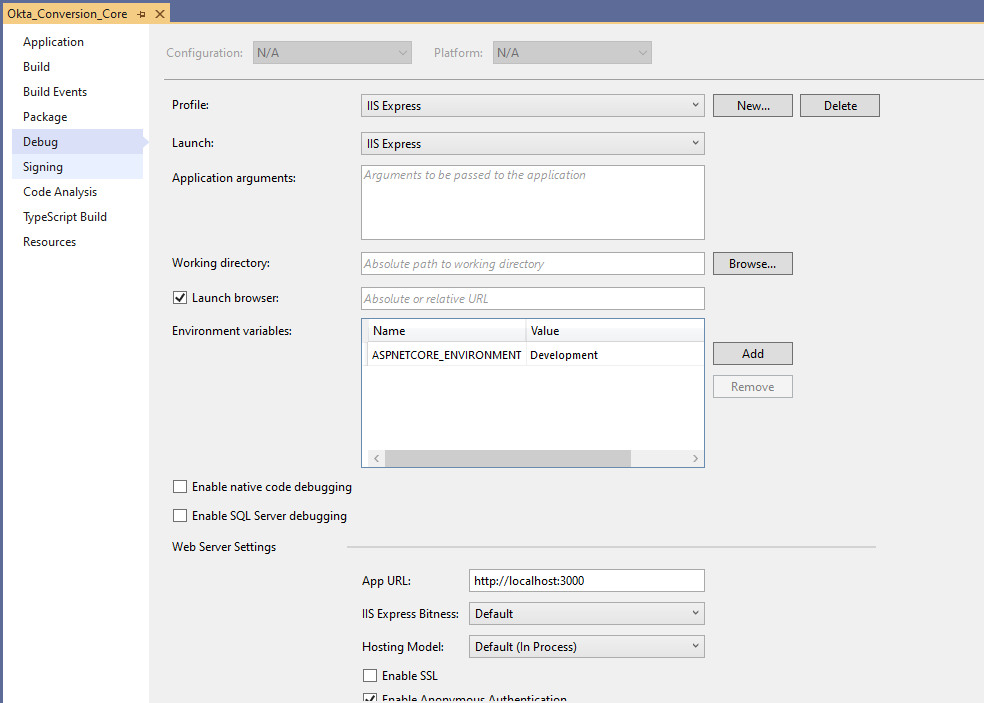 Okta_Conversion_Core
Application
Build
Build Events
Package
Debug
Signing
Code Analysis
TypeScript Build
Resources
Configuration: N/A Platform: N/A
Profile: IIS Express New... Delete
Launch: IIS Express
Application arguments: Arguments to be passed to the application
Working directory: Absolute path to working directory Browse...
Launch browser: Absolute or relative URL
Environment variables: Name Value
ASPNETCORE_ENVIRONMENT Development Add
Remove
Enable native code debugging
Enable SQL Server debugging
Web Server Settings
App URL: http://localhost:3000
IIS Express Bitness: Default
Hosting Model: Default (In Process)
Enable SSL
Enable Anonymous Authentication